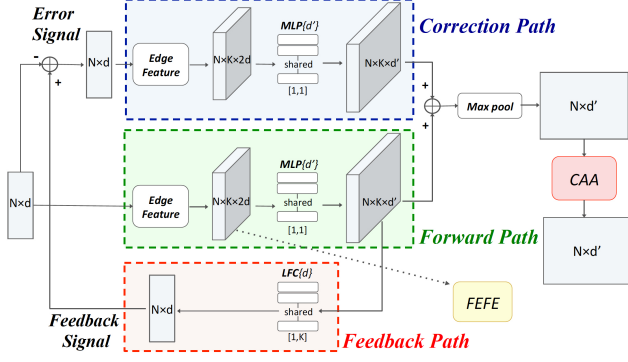 Error
Signal
-
+
N×d
Edge
Feature
N×K×2d
MLP{d'}
shared
[1,1]
N×K×d'
Correction Path
+
+
Max pool
N×d'
CAA
N×d'
N×d
Edge
Feature
N×K×2d
MLP{d'}
shared
[1,1]
N×K×d'
Forward Path
FEFE
Feedback
Signal
N×d
LFC{d}
shared
[1,K]
Feedback Path